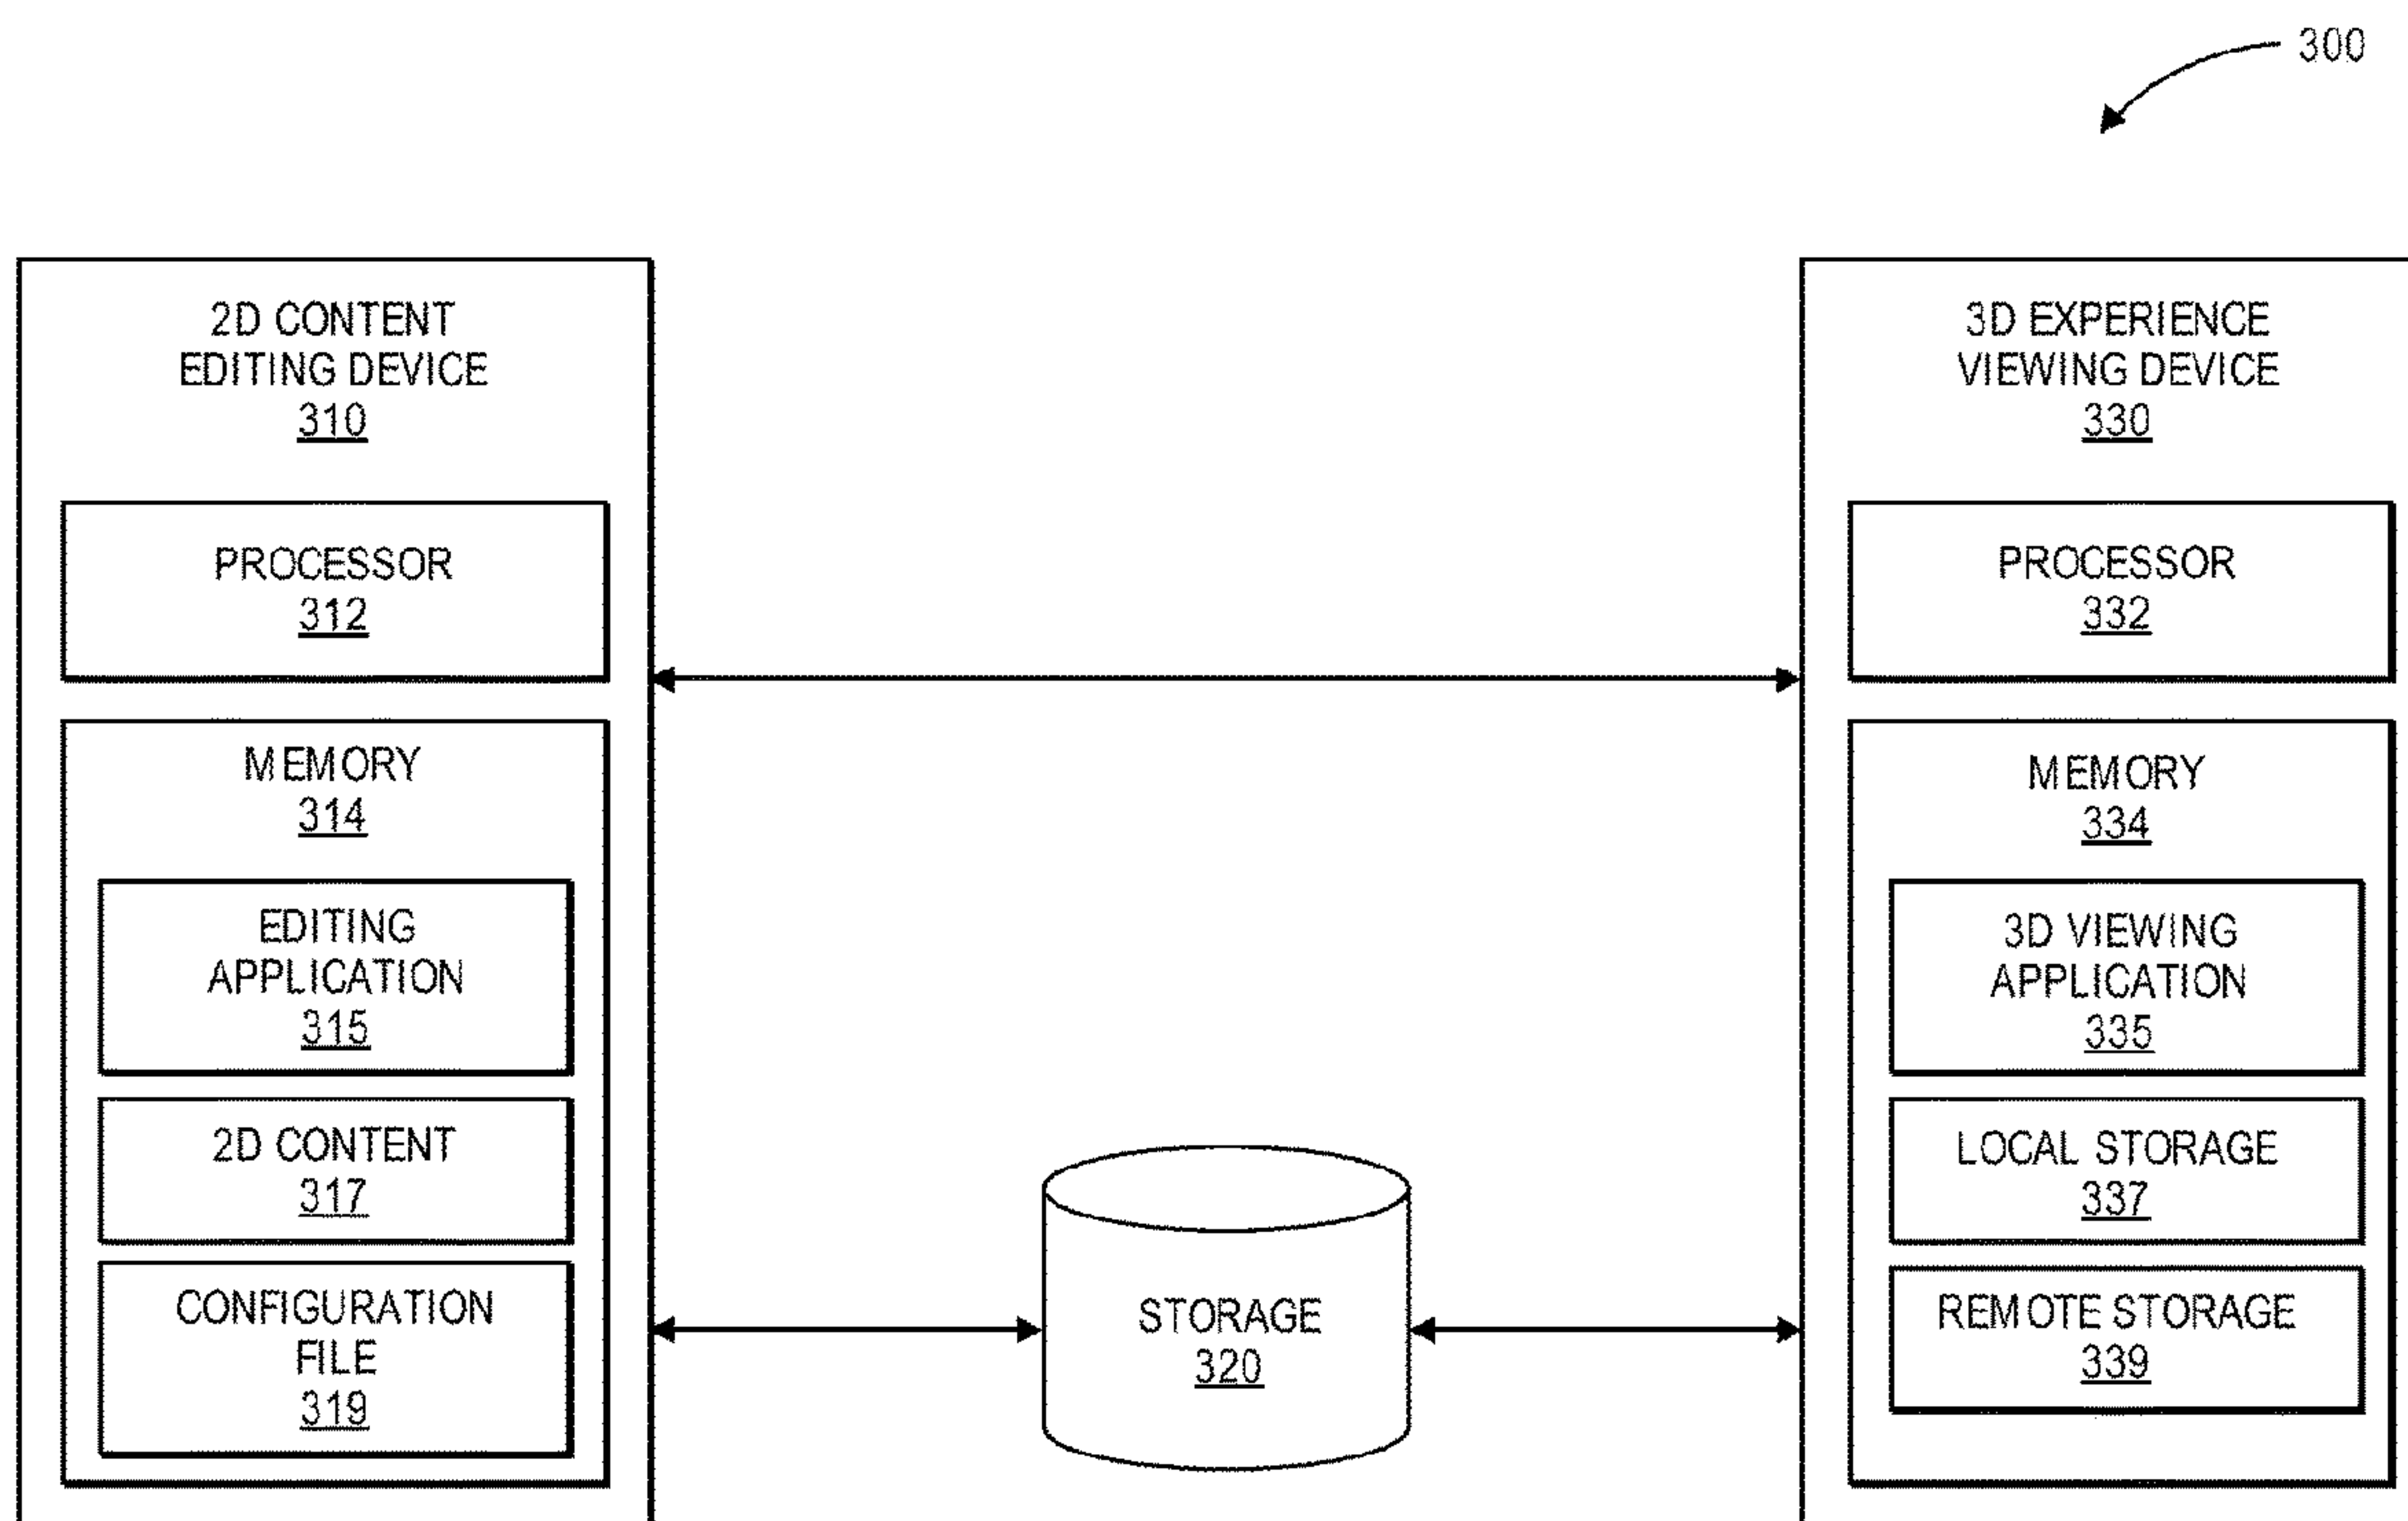 300
2D CONTENT
EDITING DEVICE
310
PROCESSOR
312
MEMORY
314
EDITING
APPLICATION
315
2D CONTENT
317
CONFIGURATION
FILE
319
STORAGE
320
3D EXPERIENCE
VIEWING DEVICE
330
PROCESSOR
332
MEMORY
334
3D VIEWING
APPLICATION
335
LOCAL STORAGE
337
REMOTE STORAGE
339